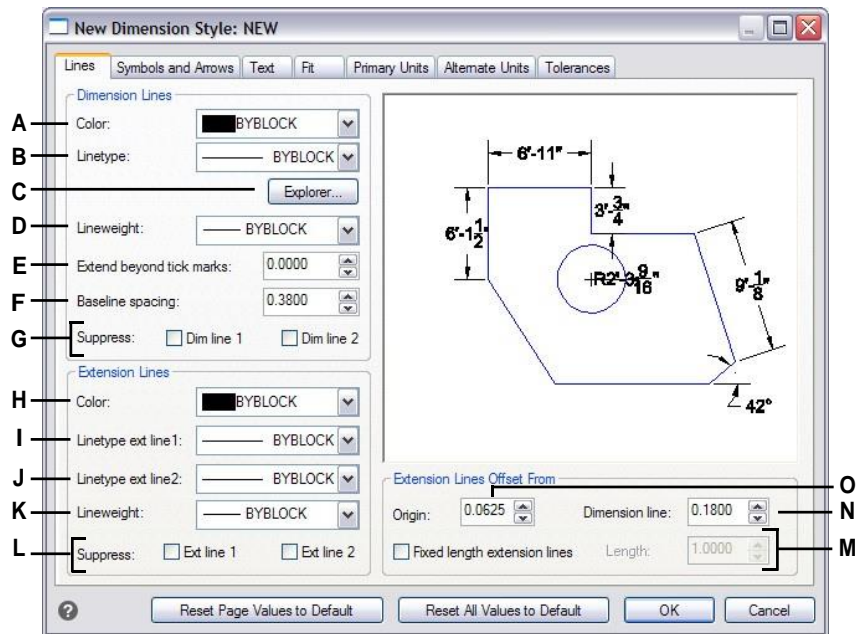 New Dimension Style: NEW
Lines Symbols and Arrows Text Fit Primary Units Alternate Units Tolerances
Dimension Lines
A Color: BYBLOCK
B Linetype: BYBLOCK
C Explorer...
D Lineweight: BYBLOCK
E Extend beyond tick marks: 0.0000
F Baseline spacing: 0.3800
G Suppress: Dim line 1 Dim line 2
Extension Lines
H Color: BYBLOCK
I Linetype ext line1: BYBLOCK
J Linetype ext line2: BYBLOCK
K Lineweight: BYBLOCK
L Suppress: Ext line 1 Ext line 2
6'-11"
3'-3/4"
6'-1 1/2"
R2'-3 9/16"
9'-1/8"
42°
Extension Lines Offset From
O
Origin: 0.0625 Dimension line: 0.1800 N
Fixed length extension lines Length: 1.0000 M
? Reset Page Values to Default Reset All Values to Default OK Cancel